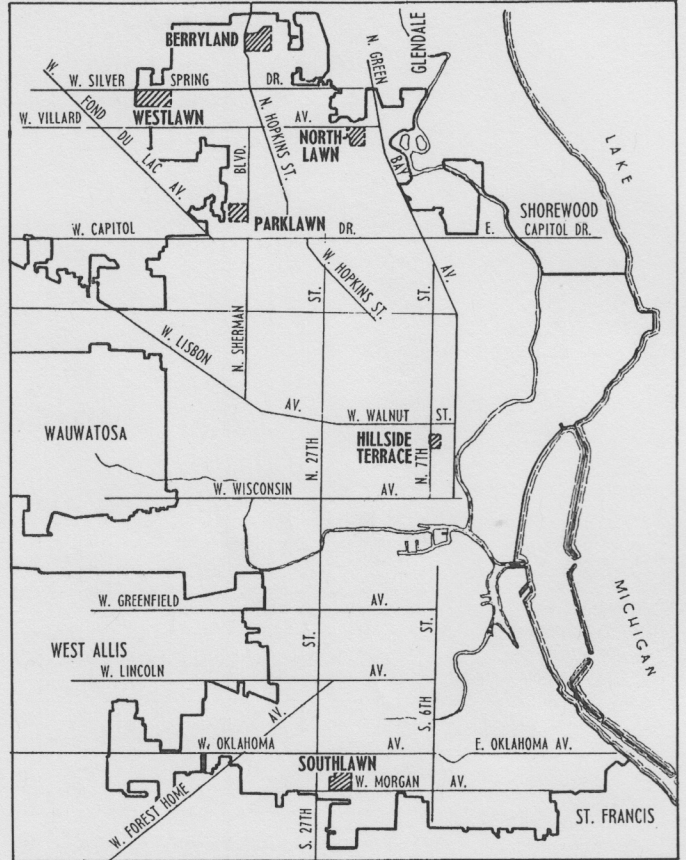 BERRYLAND
N. GREEN
GLENDALE
W. SILVER SPRING DR.
W. FOND DU LAC AV.
WESTLAWN
W. VILLARD AV.
N. HOPKINS ST.
NORTH-
LAWN
BAY
BLVD.
LAKE
PARKLAWN
SHOREWOOD
W. CAPITOL DR.
E. CAPITOL DR.
W. HOPKINS ST.
AV.
ST.
ST.
N. SHERMAN
W. LISBON
AV.
W. WALNUT ST.
WAUWATOSA
HILLSIDE
TERRACE
N. 27TH
N. 7TH
W. WISCONSIN AV.
MICHIGAN
W. GREENFIELD AV.
ST.
ST.
WEST ALLIS
W. LINCOLN AV.
AV.
S. 6TH
W. OKLAHOMA AV.
E. OKLAHOMA AV.
SOUTHLAWN
W. MORGAN AV.
W. FOREST HOME
S. 27TH
ST. FRANCIS